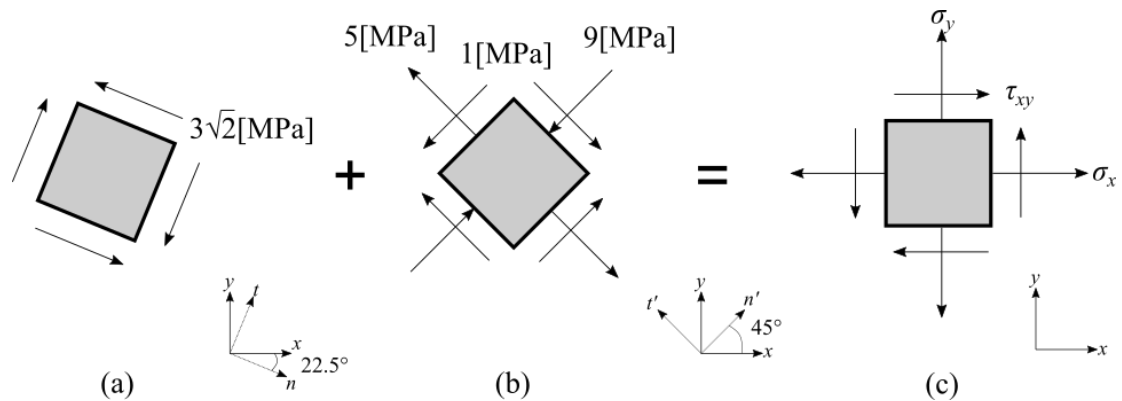 5[MPa]
1[MPa]
9[MPa]
σy
τxy
3√2[MPa]
+
=
σx
y
t
x
22.5°
n
y
t'
n'
45°
x
y
x
(a)
(b)
(c)